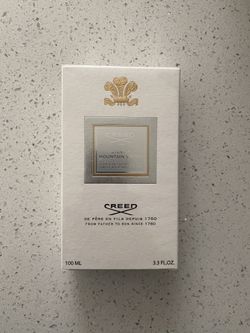 CREED
MOUNTAIN
CREED
DE PÈRE EN FILS DEPUIS 1760
FROM FATHER TO SON SINCE 1760
100 ML 3.3 FL.OZ.